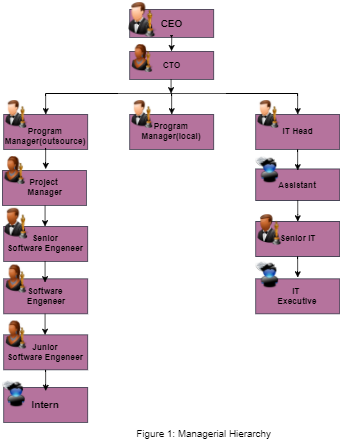 CEO
CTO
Program
Manager(outsource)
Program
Manager(local)
IT Head
Project
Manager
Assistant
Senior
Software Engeneer
Senior IT
Software
Engeneer
IT
Executive
Junior
Software Engeneer
Intern
Figure 1: Managerial Hierarchy